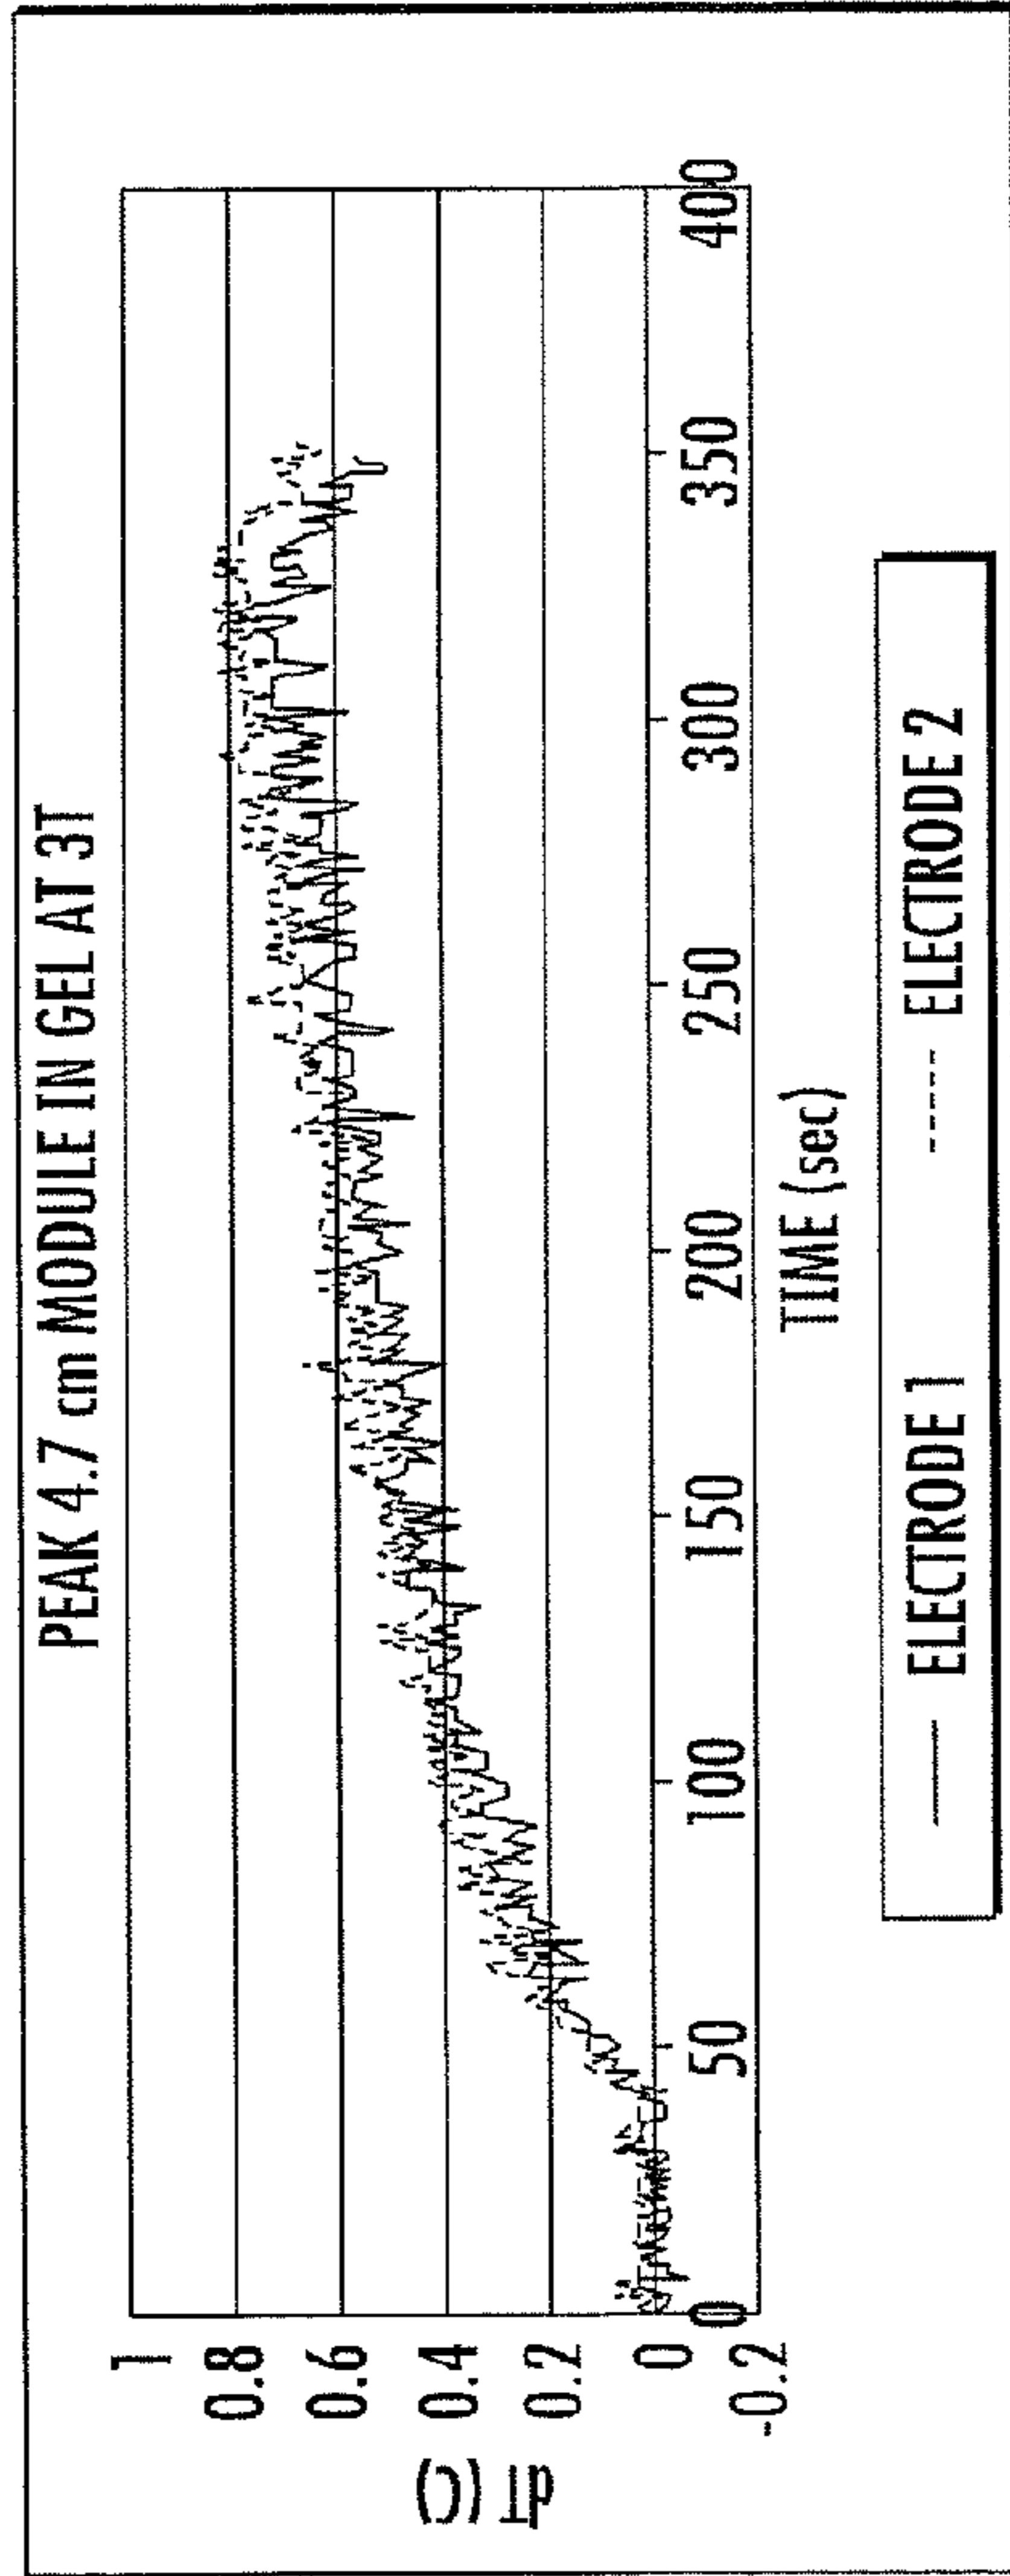 PEAK 4.7 cm MODULE IN GEL AT 3T
dT (C)
1
0.8
0.6
0.4
0.2
0
-0.2
0 50 100 150 200 250 300 350 400
TIME (sec)
ELECTRODE 1 ELECTRODE 2